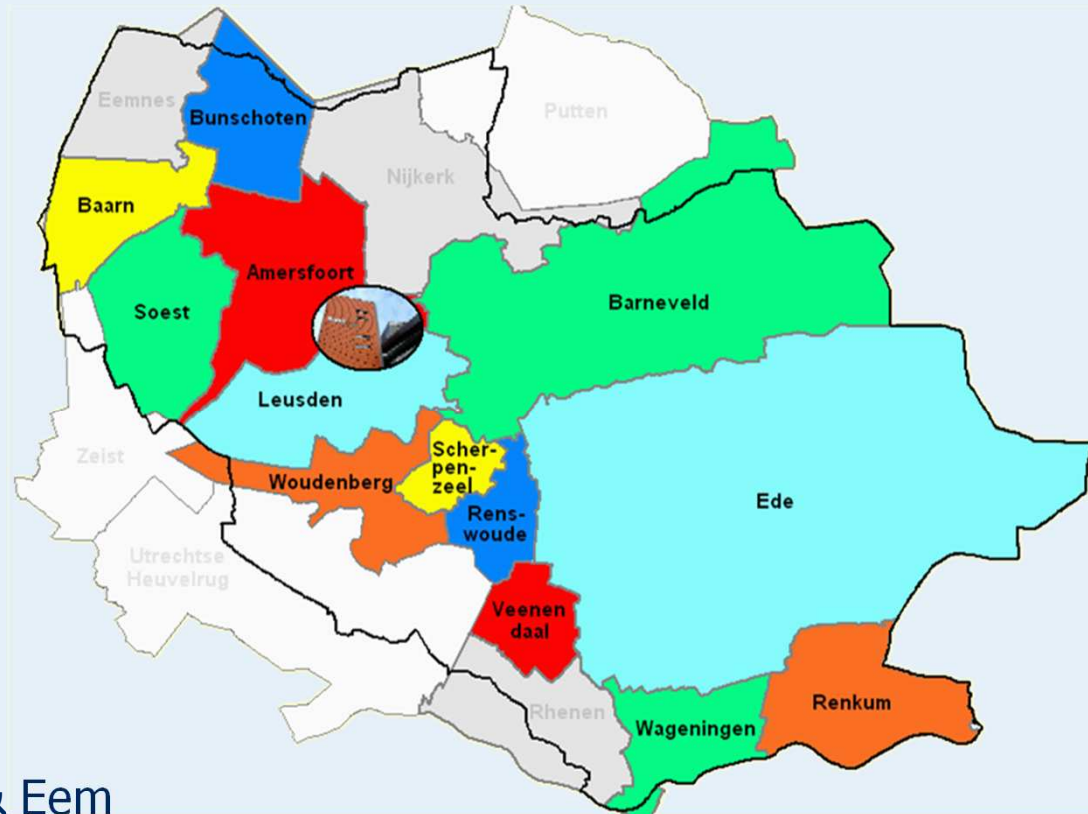 Eemnes
Bunschoten
Putten
Nijkerk
Baarn
Amersfoort
Soest
Barneveld
Leusden
Zeist
Scher-
pen-
zeel
Woudenberg
Ede
Rens-
woude
Utrechtse
Heuvelrug
Veenen
daal
Rhenen
Renkum
Wageningen
Eem